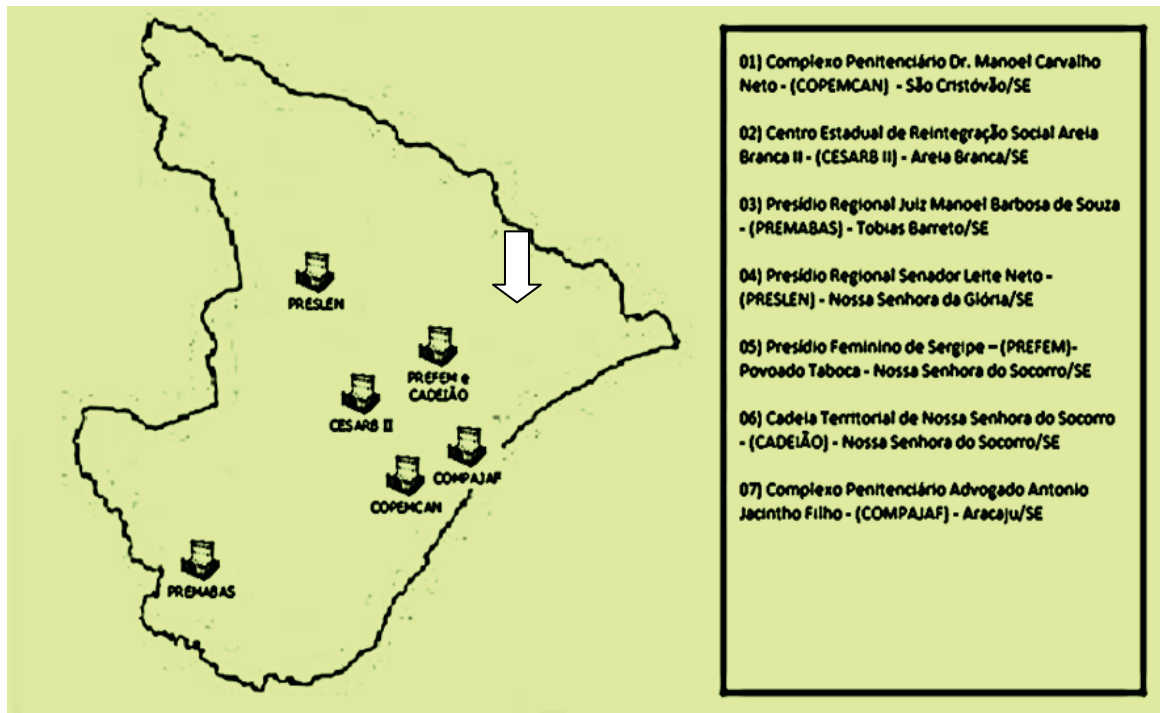 PRESLEN
PREFEM e
CADEIÃO
CESARB II
COMPAJAF
COPEMCAN
PREMABAS
01) Complexo Penitenciário Dr. Manoel Carvalho
Neto - (COPEMCAN) - São Cristóvão/SE
02) Centro Estadual de Reintegração Social Areia
Branca II - (CESARB II) - Areia Branca/SE
03) Presídio Regional Juiz Manoel Barbosa de Souza
- (PREMABAS) - Tobias Barreto/SE
04) Presídio Regional Senador Leite Neto -
(PRESLEN) - Nossa Senhora da Glória/SE
05) Presídio Feminino de Sergipe – (PREFEM)-
Povoado Taboca - Nossa Senhora do Socorro/SE
06) Cadeia Territorial de Nossa Senhora do Socorro
- (CADEIÃO) - Nossa Senhora do Socorro/SE
07) Complexo Penitenciário Advogado Antonio
Jacintho Filho - (COMPAJAF) - Aracaju/SE